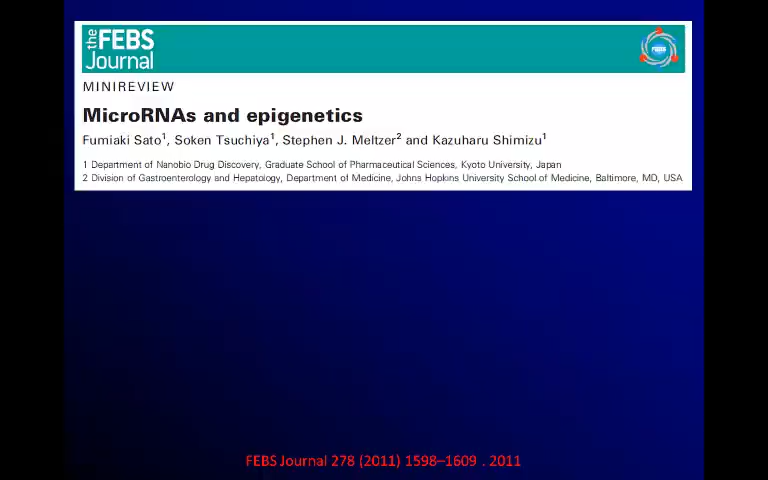 the FEBS Journal
FEBS
MINIREVIEW
MicroRNAs and epigenetics
Fumiaki Sato1, Soken Tsuchiya1, Stephen J. Meltzer2 and Kazuharu Shimizu1
1 Department of Nanobio Drug Discovery, Graduate School of Pharmaceutical Sciences, Kyoto University, Japan
2 Division of Gastroenterology and Hepatology, Department of Medicine, Johns Hopkins University School of Medicine, Baltimore, MD, USA
FEBS Journal 278 (2011) 1598–1609 . 2011